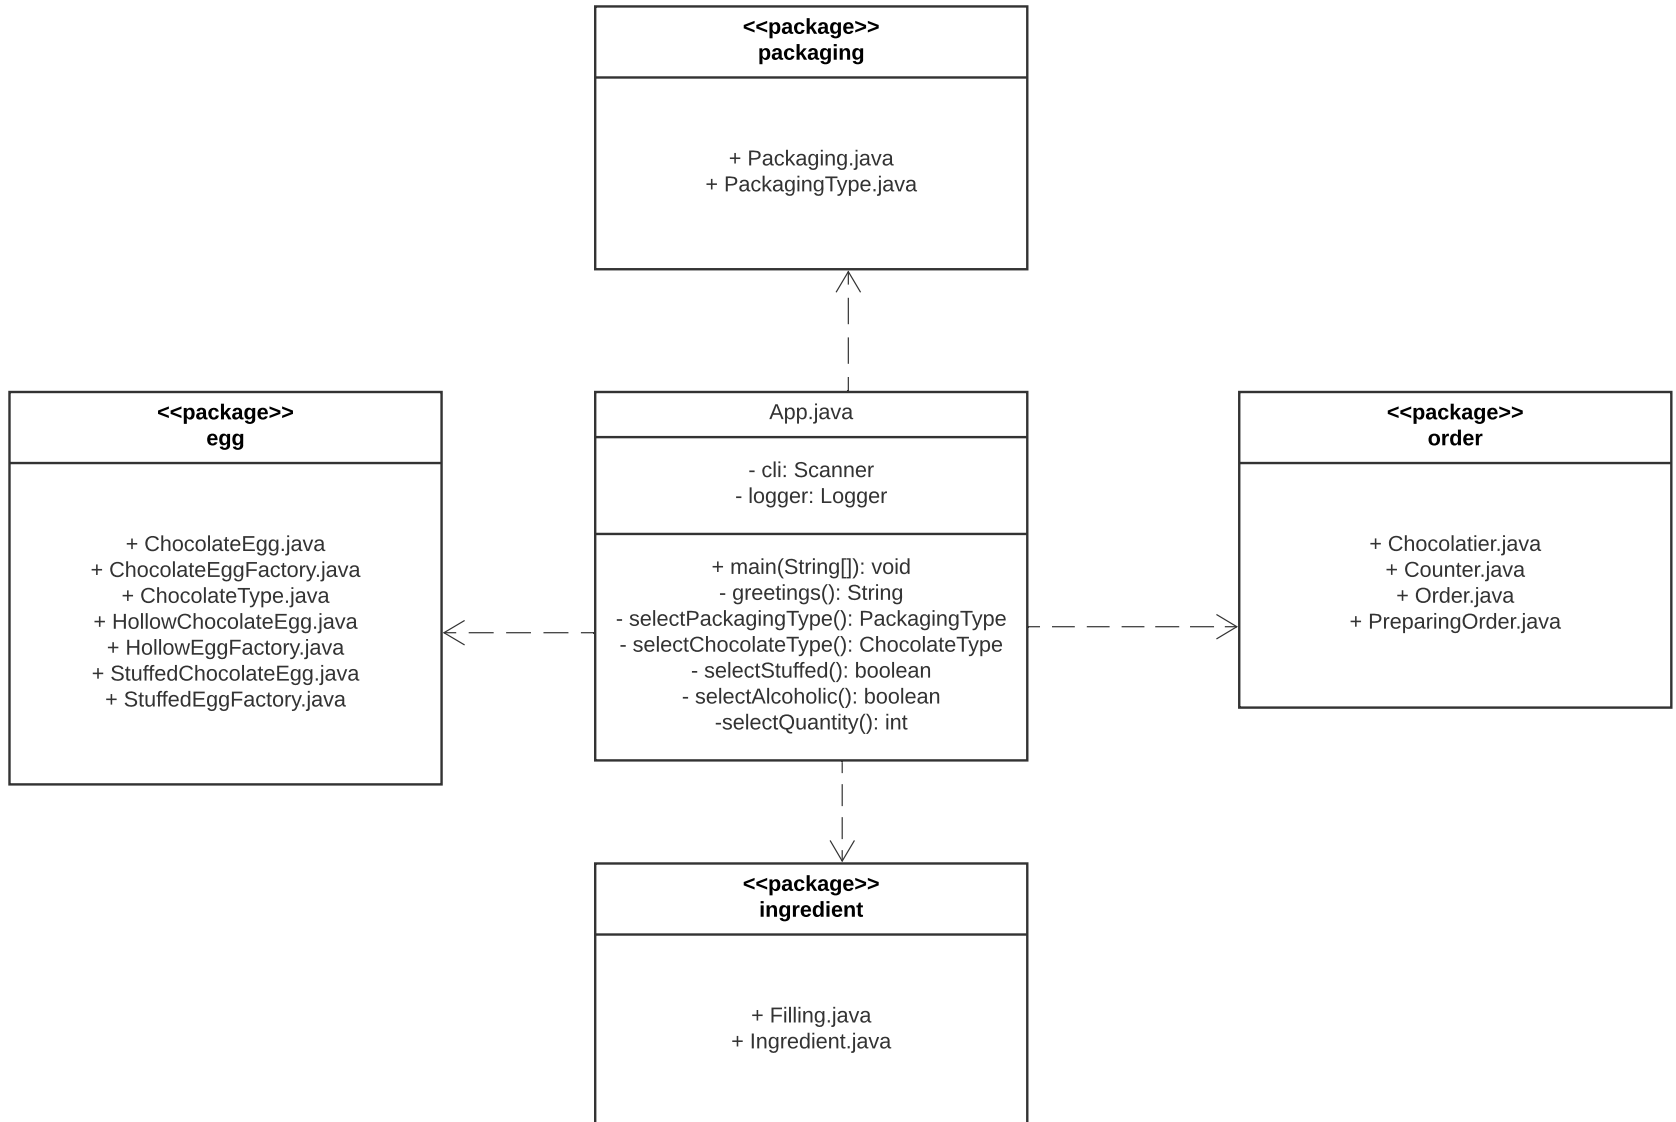 <<package>>
packaging
+ Packaging.java
+ PackagingType.java
<<package>>
egg
+ ChocolateEgg.java
+ ChocolateEggFactory.java
+ ChocolateType.java
+ HollowChocolateEgg.java
+ HollowEggFactory.java
+ StuffedChocolateEgg.java
+ StuffedEggFactory.java
App.java
- cli: Scanner
- logger: Logger
+ main(String[]): void
- greetings(): String
- selectPackagingType(): PackagingType
- selectChocolateType(): ChocolateType
- selectStuffed(): boolean
- selectAlcoholic(): boolean
-selectQuantity(): int
<<package>>
order
+ Chocolatier.java
+ Counter.java
+ Order.java
+ PreparingOrder.java
<<package>>
ingredient
+ Filling.java
+ Ingredient.java